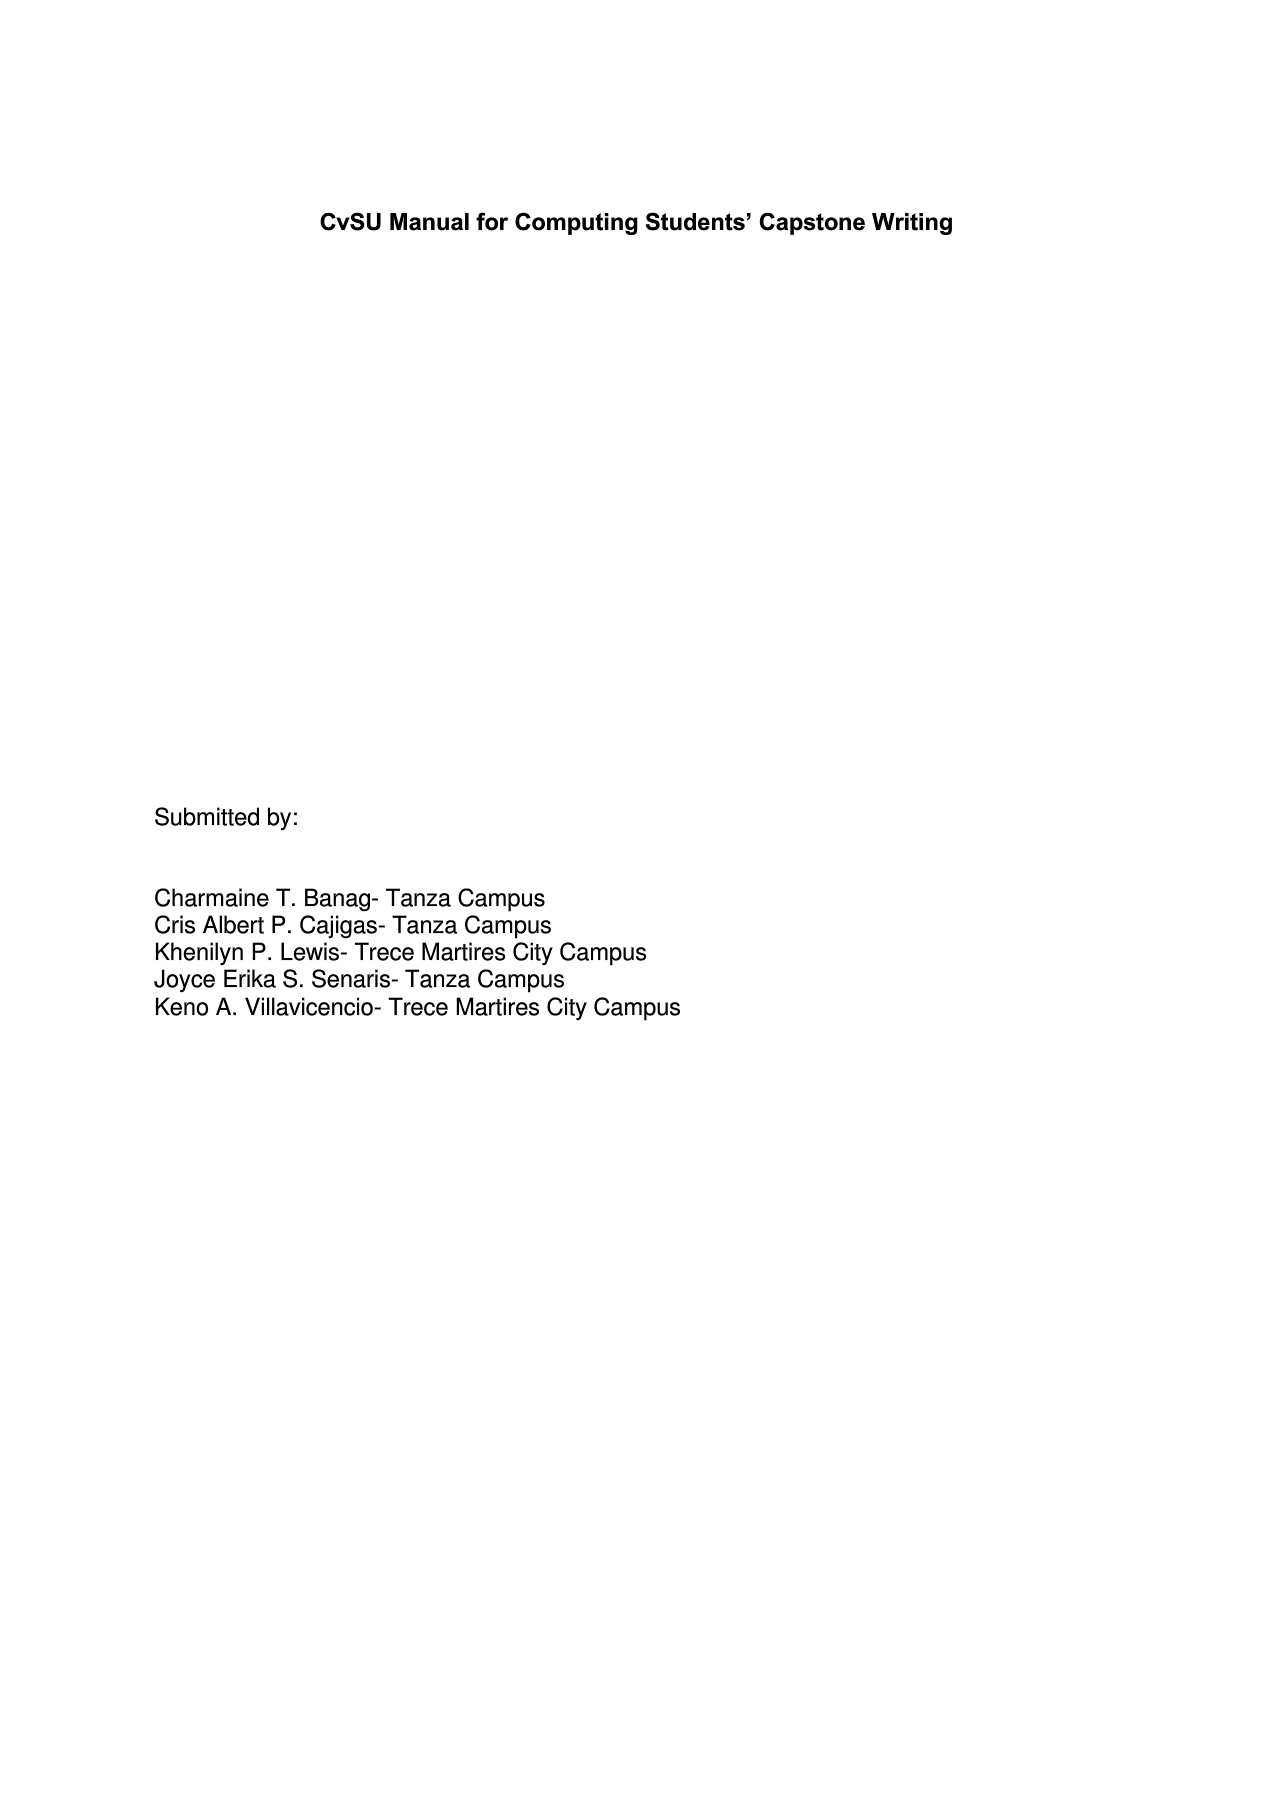 CvSU Manual for Computing Students’ Capstone Writing
Submitted by:
Charmaine T. Banag- Tanza Campus
Cris Albert P. Cajigas- Tanza Campus
Khenilyn P. Lewis- Trece Martires City Campus
Joyce Erika S. Senaris- Tanza Campus
Keno A. Villavicencio- Trece Martires City Campus